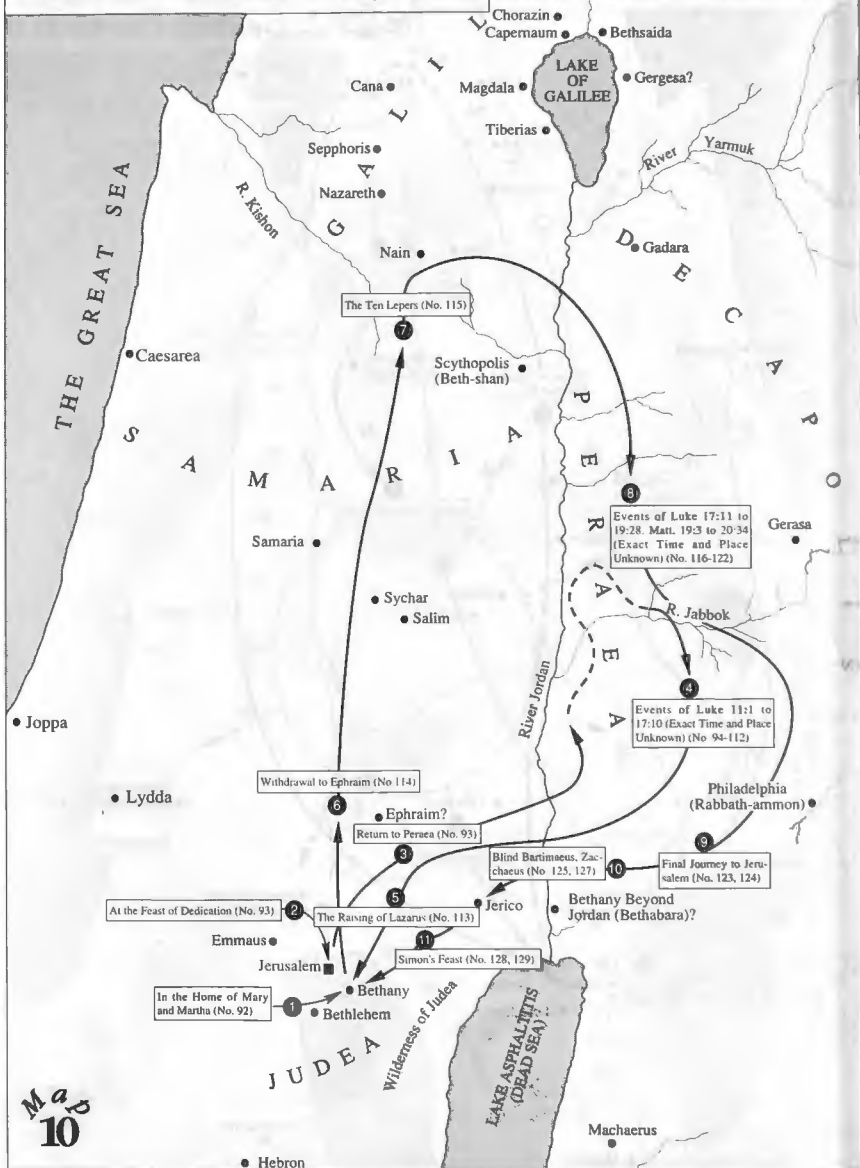 Chorazin
Capernaum
Bethsaida
LAKE
OF
GALILEE
Cana
Magdala
Gergesa?
Tiberias
GALIL
Sepphoris
River Yarmuk
Nazareth
R. Kishon
THE GREAT SEA
Nain
Gadara
DECAPOLIS
The Ten Lepers (No. 115)
7
Caesarea
Scythopolis
(Beth-shan)
SAMARIA
PERAEA
8
Events of Luke 17:11 to
19:28. Matt. 19:3 to 20:34
(Exact Time and Place
Unknown) (No. 116-122)
Gerasa
Samaria
Sychar
Salim
R. Jabbok
River Jordan
4
Events of Luke 11:1 to
17:10 (Exact Time and Place
Unknown) (No 94-112)
Joppa
Withdrawal to Ephraim (No 114)
Lydda
6
Ephraim?
Philadelphia
(Rabbath-ammon)
Return to Peraea (No. 93)
3
9
Blind Bartimaeus, Zac-
chaeus (No 125, 127)
10
Final Journey to Jeru-
salem (No. 123, 124)
5
At the Feast of Dedication (No. 93)
2
The Raising of Lazarus (No. 113)
Jerico
Bethany Beyond
Jordan (Bethabara)?
Emmaus
11
Simon's Feast (No. 128, 129)
Jerusalem
Bethany
In the Home of Mary
and Martha (No. 92)
1
Bethlehem
Wilderness of Judea
JUDEA
LAKE ASPHALTITIS
(DEAD SEA)
Map
10
Machaerus
Hebron